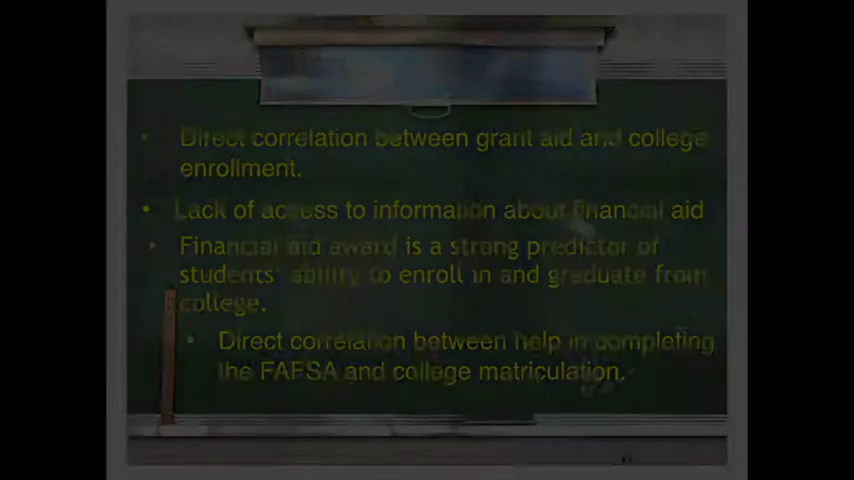 • Direct correlation between grant aid and college
enrollment.
• Lack of access to information about financial aid
• Financial aid award is a strong predictor of
students' ability to enroll in and graduate from
college.
• Direct correlation between help in completing
the FAFSA and college matriculation.